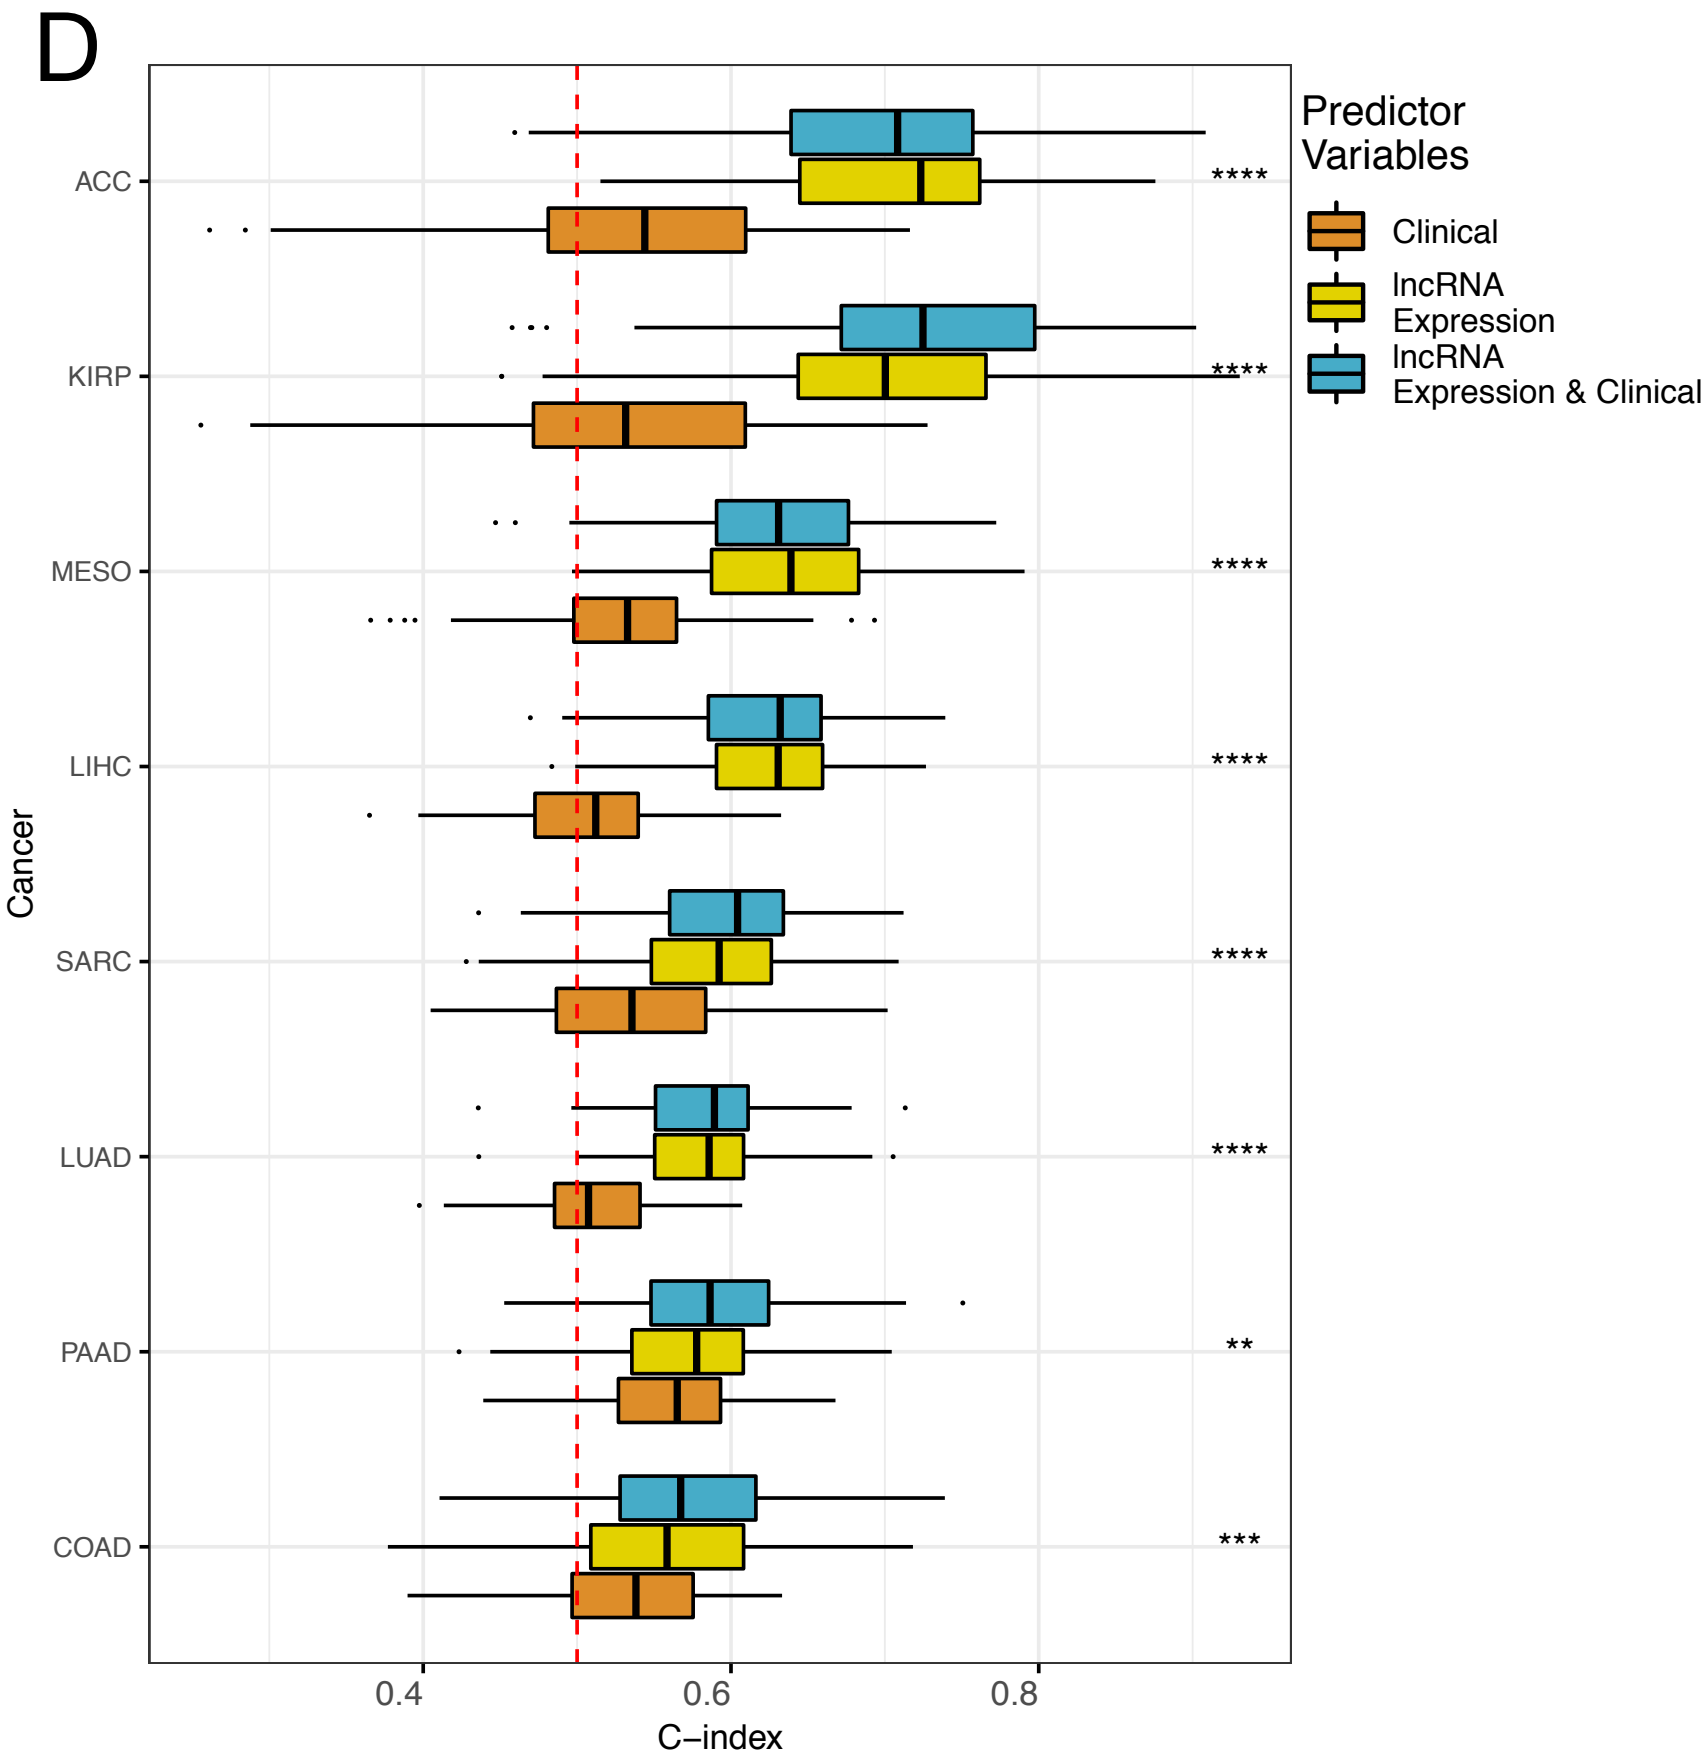 D
Predictor
Variables
Clinical
lncRNA
Expression
lncRNA
Expression & Clinical
ACC
****
KIRP
****
MESO
****
LIHC
****
SARC
****
LUAD
****
PAAD
**
COAD
***
Cancer
0.4 0.6 0.8
C−index